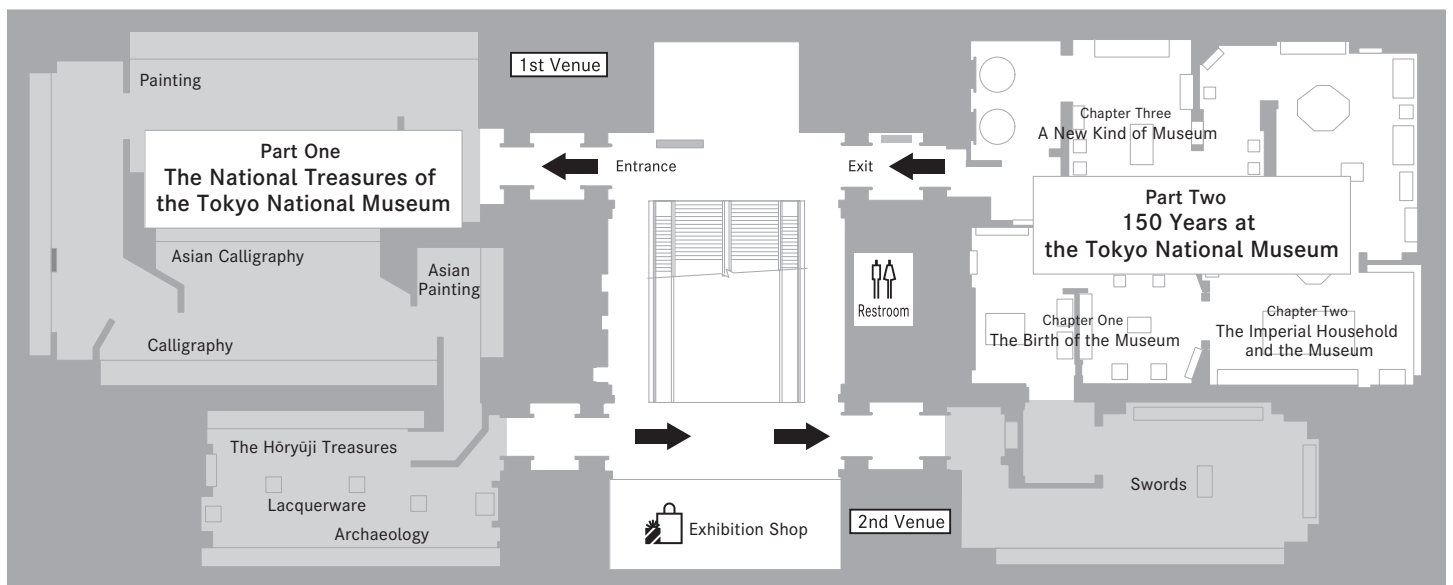 1st Venue
Painting
Part One
The National Treasures of
the Tokyo National Museum
Entrance
Asian Calligraphy
Asian
Painting
Calligraphy
The Hōryūji Treasures
Lacquerware
Archaeology
Exit
Restroom
Exhibition Shop
2nd Venue
Chapter Three
A New Kind of Museum
Part Two
150 Years at
the Tokyo National Museum
Chapter One
The Birth of the Museum
Chapter Two
The Imperial Household
and the Museum
Swords